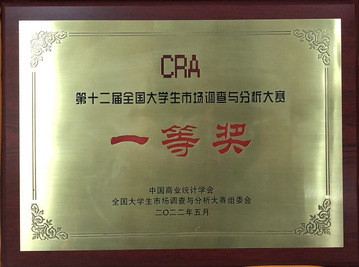 CRA
第十二届全国大学生市场调查与分析大赛
一等奖
中国商业统计学会
全国大学生市场调查与分析大赛组委会
二〇二二年五月